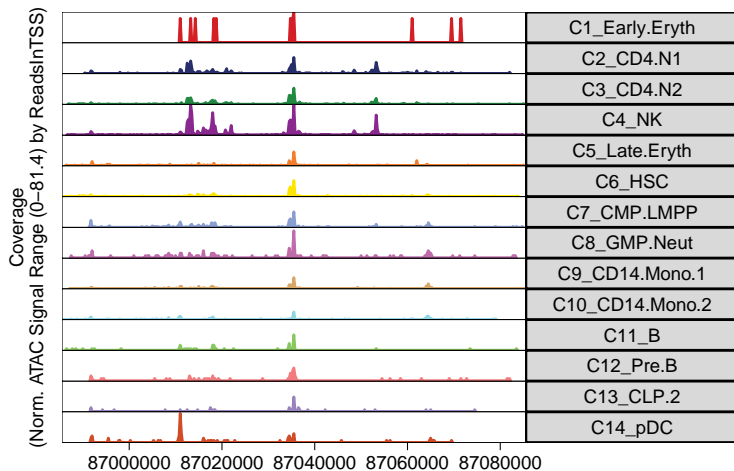 Coverage
(Norm. ATAC Signal Range (0−81.4) by ReadsInTSS)
C1_Early.Eryth
C2_CD4.N1
C3_CD4.N2
C4_NK
C5_Late.Eryth
C6_HSC
C7_CMP.LMPP
C8_GMP.Neut
C9_CD14.Mono.1
C10_CD14.Mono.2
C11_B
C12_Pre.B
C13_CLP.2
C14_pDC
87000000 87020000 87040000 87060000 87080000